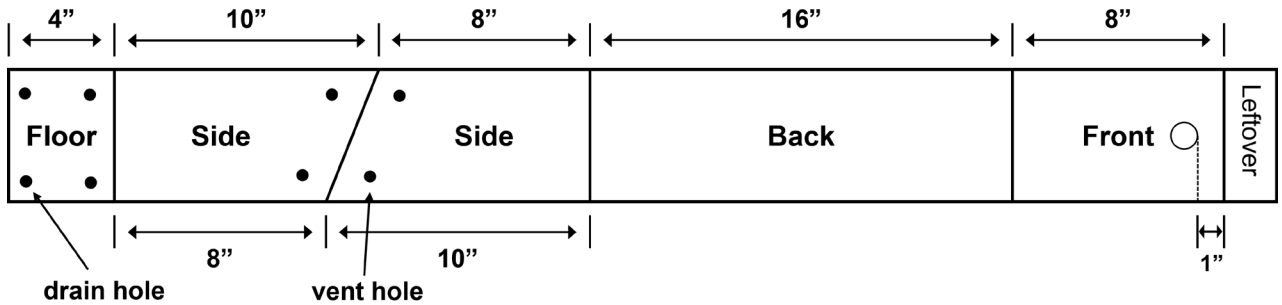 4” 10” 8” 16” 8”
Floor Side Side Back Front Leftover
8” 10” 1”
drain hole vent hole